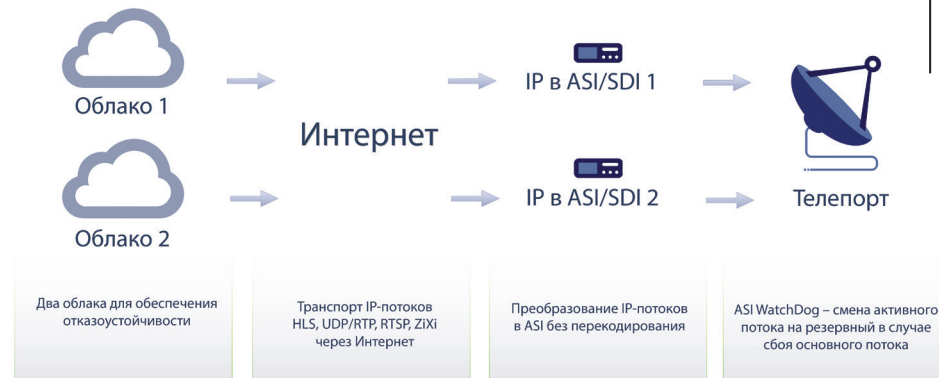 Облако 1
IP в ASI/SDI 1
Интернет
Облако 2
IP в ASI/SDI 2
Телепорт
Два облака для обеспечения
отказоустойчивости
Транспорт IP-потоков
HLS, UDP/RTP, RTSP, ZiXi
через Интернет
Преобразование IP-потоков
в ASI без перекодирования
ASI WatchDog – смена активного
потока на резервный в случае
сбоя основного потока